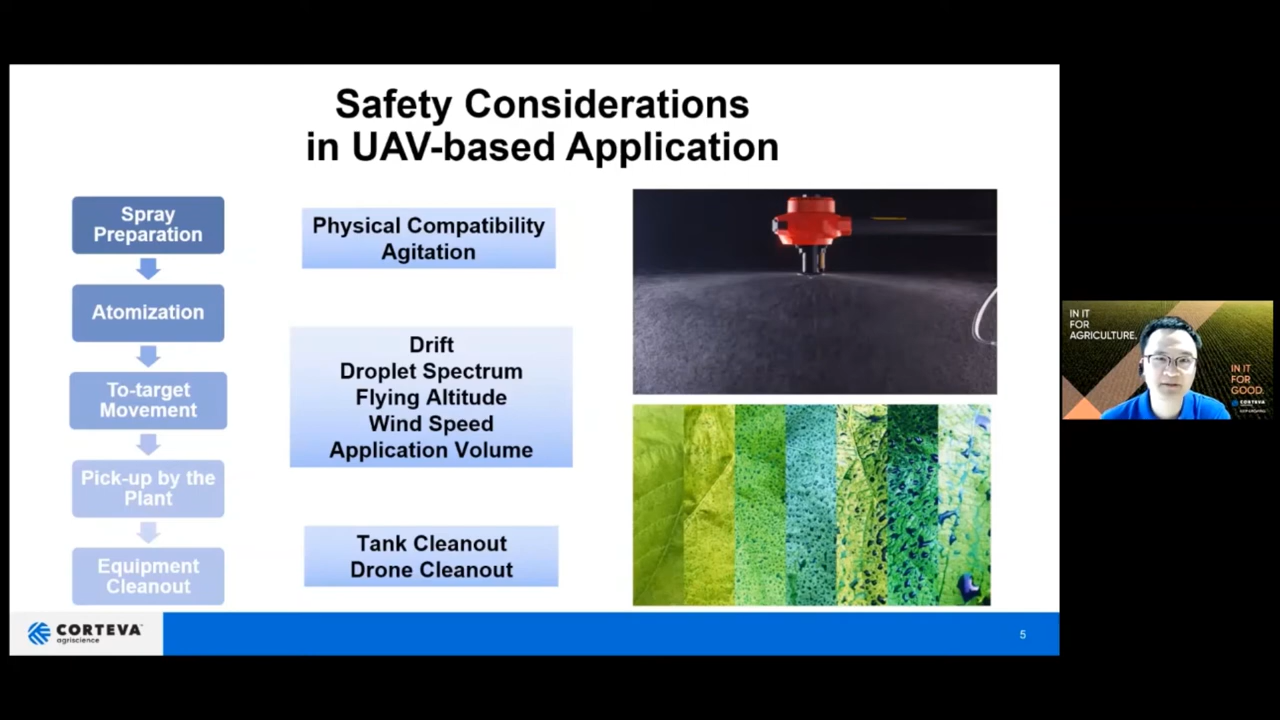 Safety Considerations
in UAV-based Application
Spray
Preparation
Atomization
To-target
Movement
Pick-up by the
Plant
Equipment
Cleanout
Physical Compatibility
Agitation
Drift
Droplet Spectrum
Flying Altitude
Wind Speed
Application Volume
Tank Cleanout
Drone Cleanout
CORTEVA
agriscience
5
IN IT
FOR
AGRICULTURE.
IN IT
FOR
GOOD.
CORTEVA